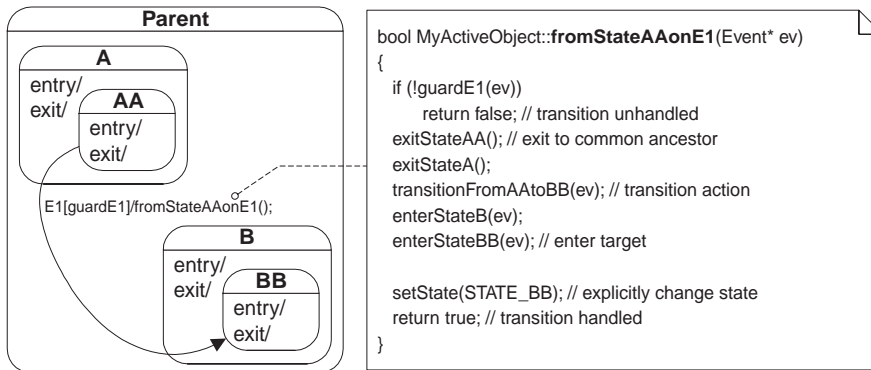 Parent
A
entry/
exit/
AA
entry/
exit/
E1[guardE1]/fromStateAAonE1();
B
entry/
exit/
BB
entry/
exit/
bool MyActiveObject::fromStateAAonE1(Event* ev)
{
if (!guardE1(ev))
return false; // transition unhandled
exitStateAA(); // exit to common ancestor
exitStateA();
transitionFromAAtoBB(ev); // transition action
enterStateB(ev);
enterStateBB(ev); // enter target
setState(STATE_BB); // explicitly change state
return true; // transition handled
}